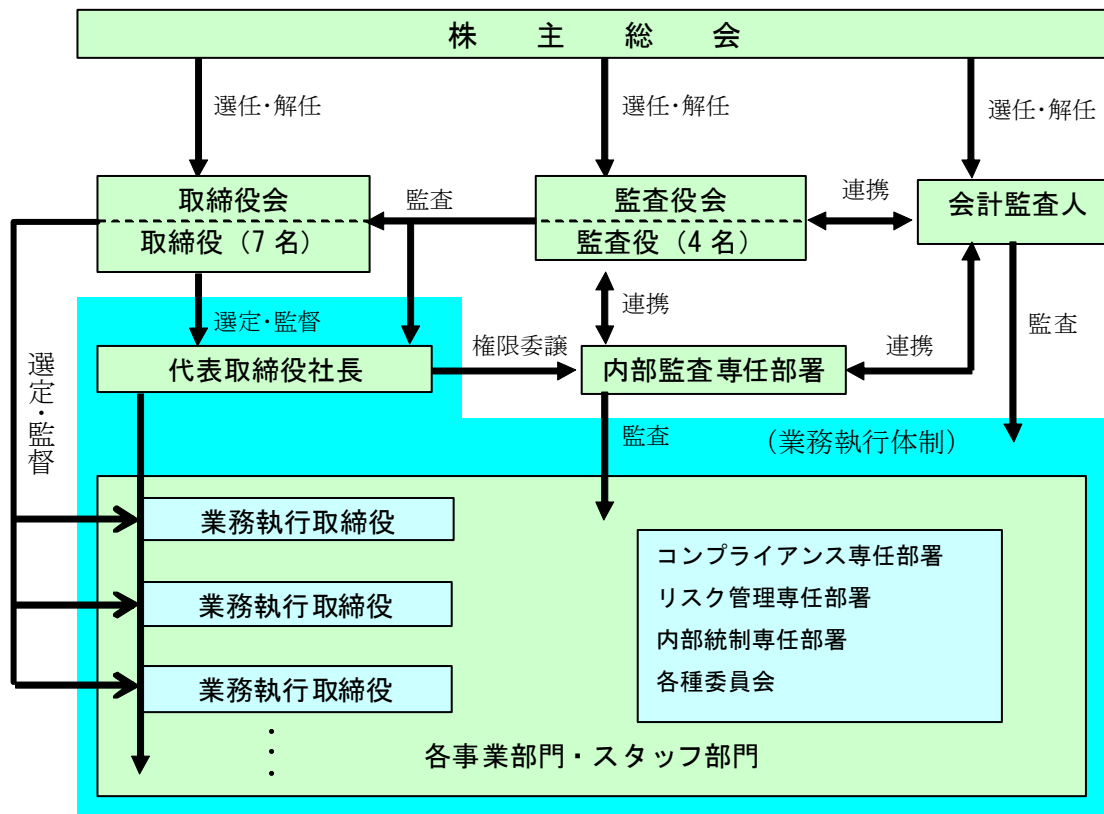 株主総会
選任・解任
選任・解任
選任・解任
取締役会
取締役（7名）
監査
監査役会
監査役（4名）
連携
会計監査人
選定・監督
連携
監査
選定・監督
代表取締役社長
権限委譲
内部監査専任部署
連携
監査
（業務執行体制）
業務執行取締役
業務執行取締役
業務執行取締役
コンプライアンス専任部署
リスク管理専任部署
内部統制専任部署
各種委員会
各事業部門・スタッフ部門